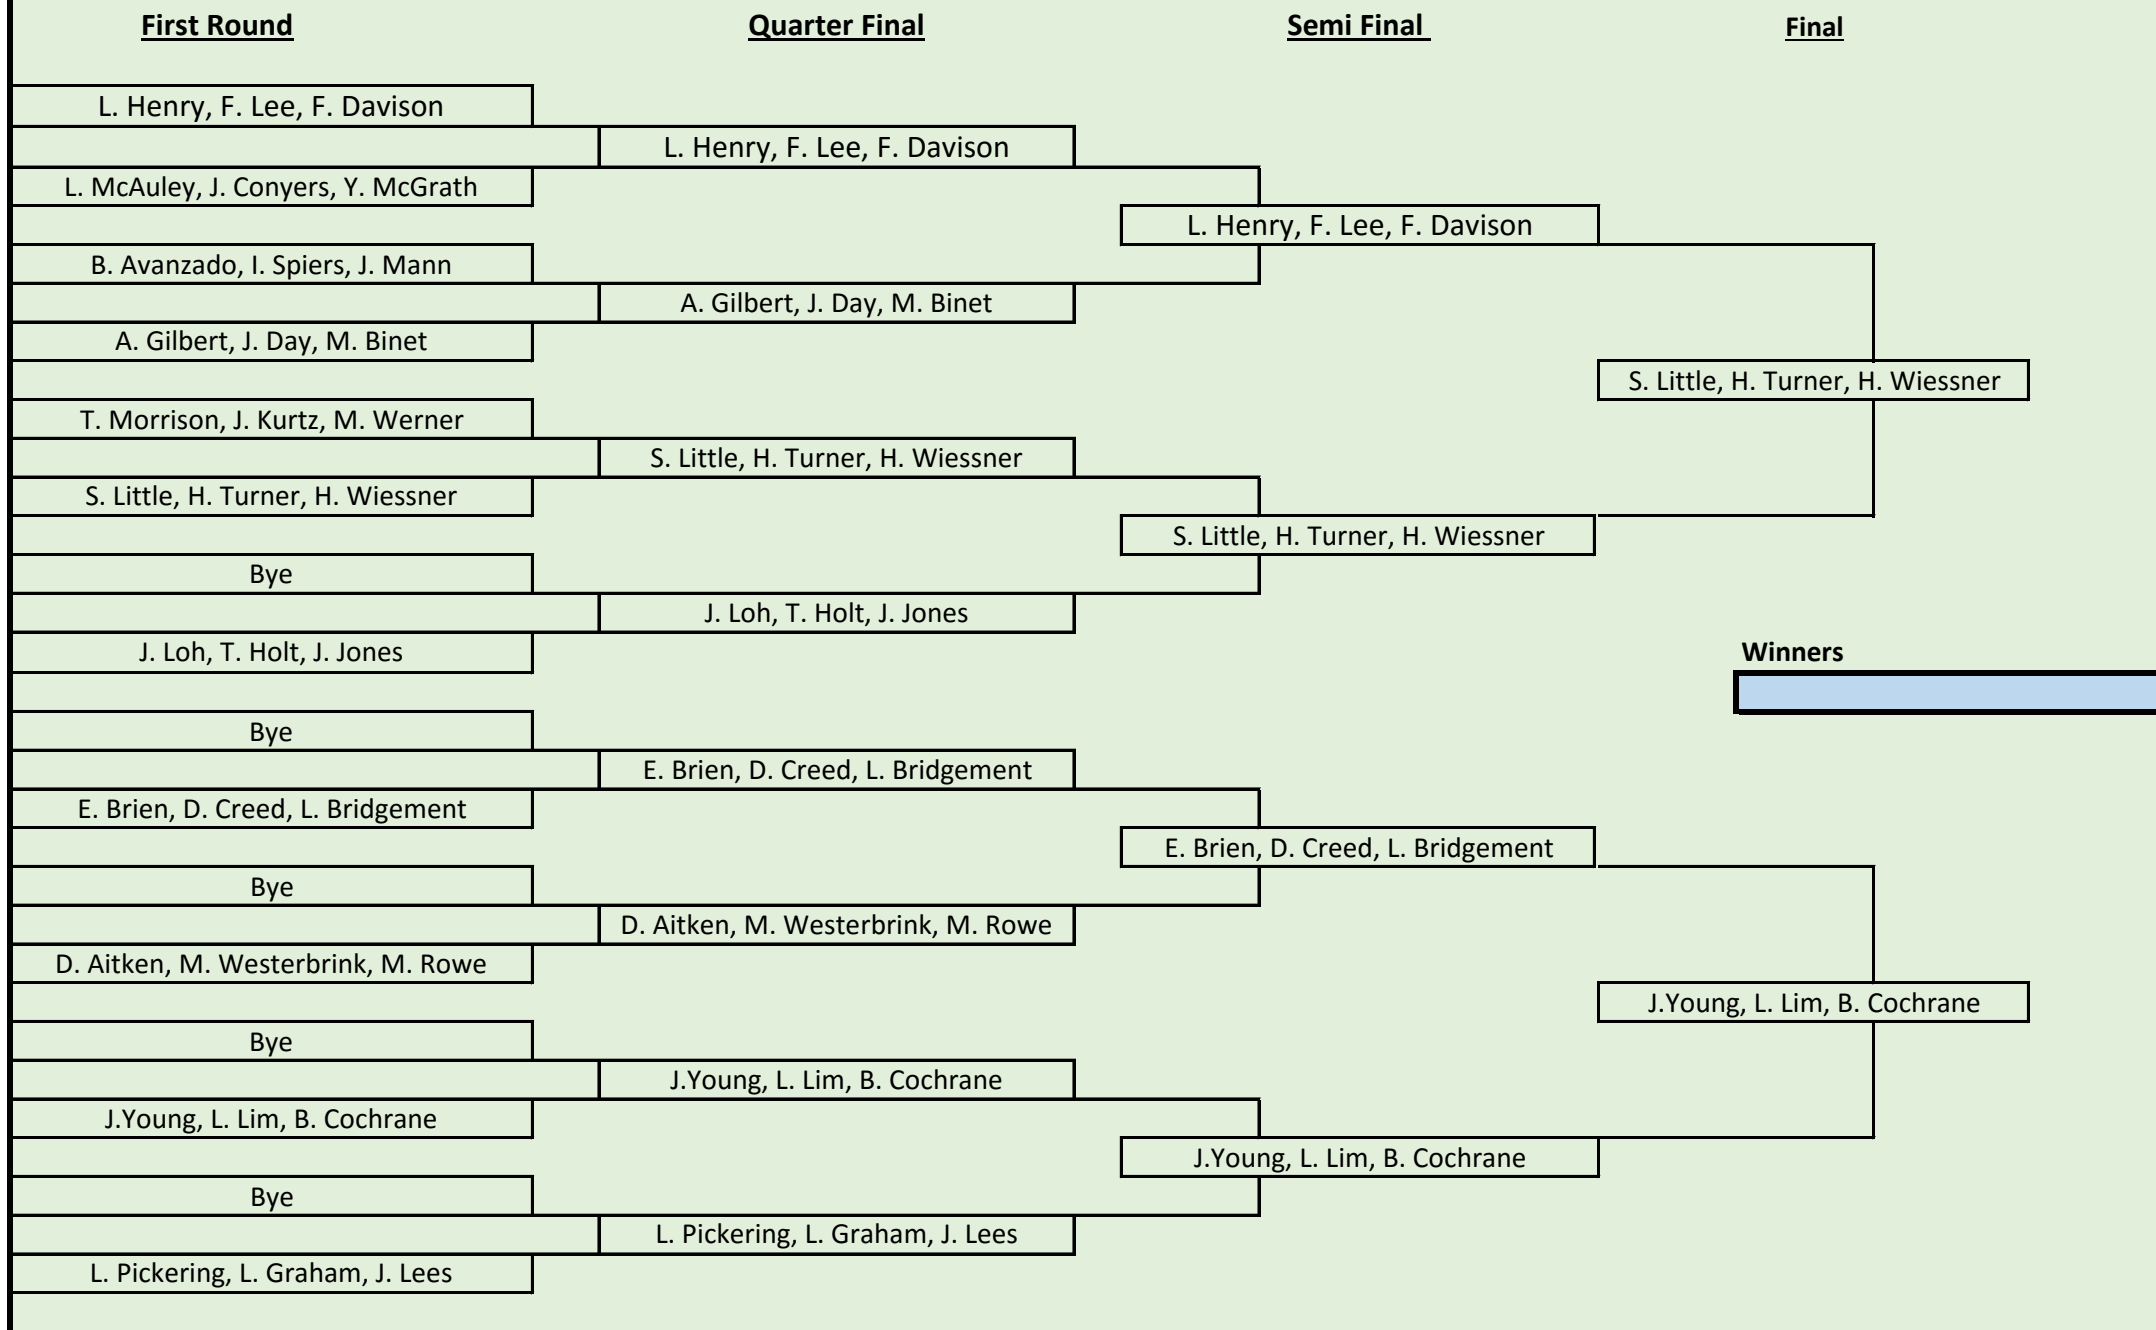 First Round
Quarter Final
Semi Final
Final
L. Henry, F. Lee, F. Davison
L. Henry, F. Lee, F. Davison
L. McAuley, J. Conyers, Y. McGrath
L. Henry, F. Lee, F. Davison
B. Avanzado, I. Spiers, J. Mann
A. Gilbert, J. Day, M. Binet
A. Gilbert, J. Day, M. Binet
S. Little, H. Turner, H. Wiessner
T. Morrison, J. Kurtz, M. Werner
S. Little, H. Turner, H. Wiessner
S. Little, H. Turner, H. Wiessner
S. Little, H. Turner, H. Wiessner
Bye
J. Loh, T. Holt, J. Jones
J. Loh, T. Holt, J. Jones
Winners
Bye
E. Brien, D. Creed, L. Bridgement
E. Brien, D. Creed, L. Bridgement
E. Brien, D. Creed, L. Bridgement
Bye
D. Aitken, M. Westerbrink, M. Rowe
D. Aitken, M. Westerbrink, M. Rowe
J.Young, L. Lim, B. Cochrane
Bye
J.Young, L. Lim, B. Cochrane
J.Young, L. Lim, B. Cochrane
J.Young, L. Lim, B. Cochrane
Bye
L. Pickering, L. Graham, J. Lees
L. Pickering, L. Graham, J. Lees